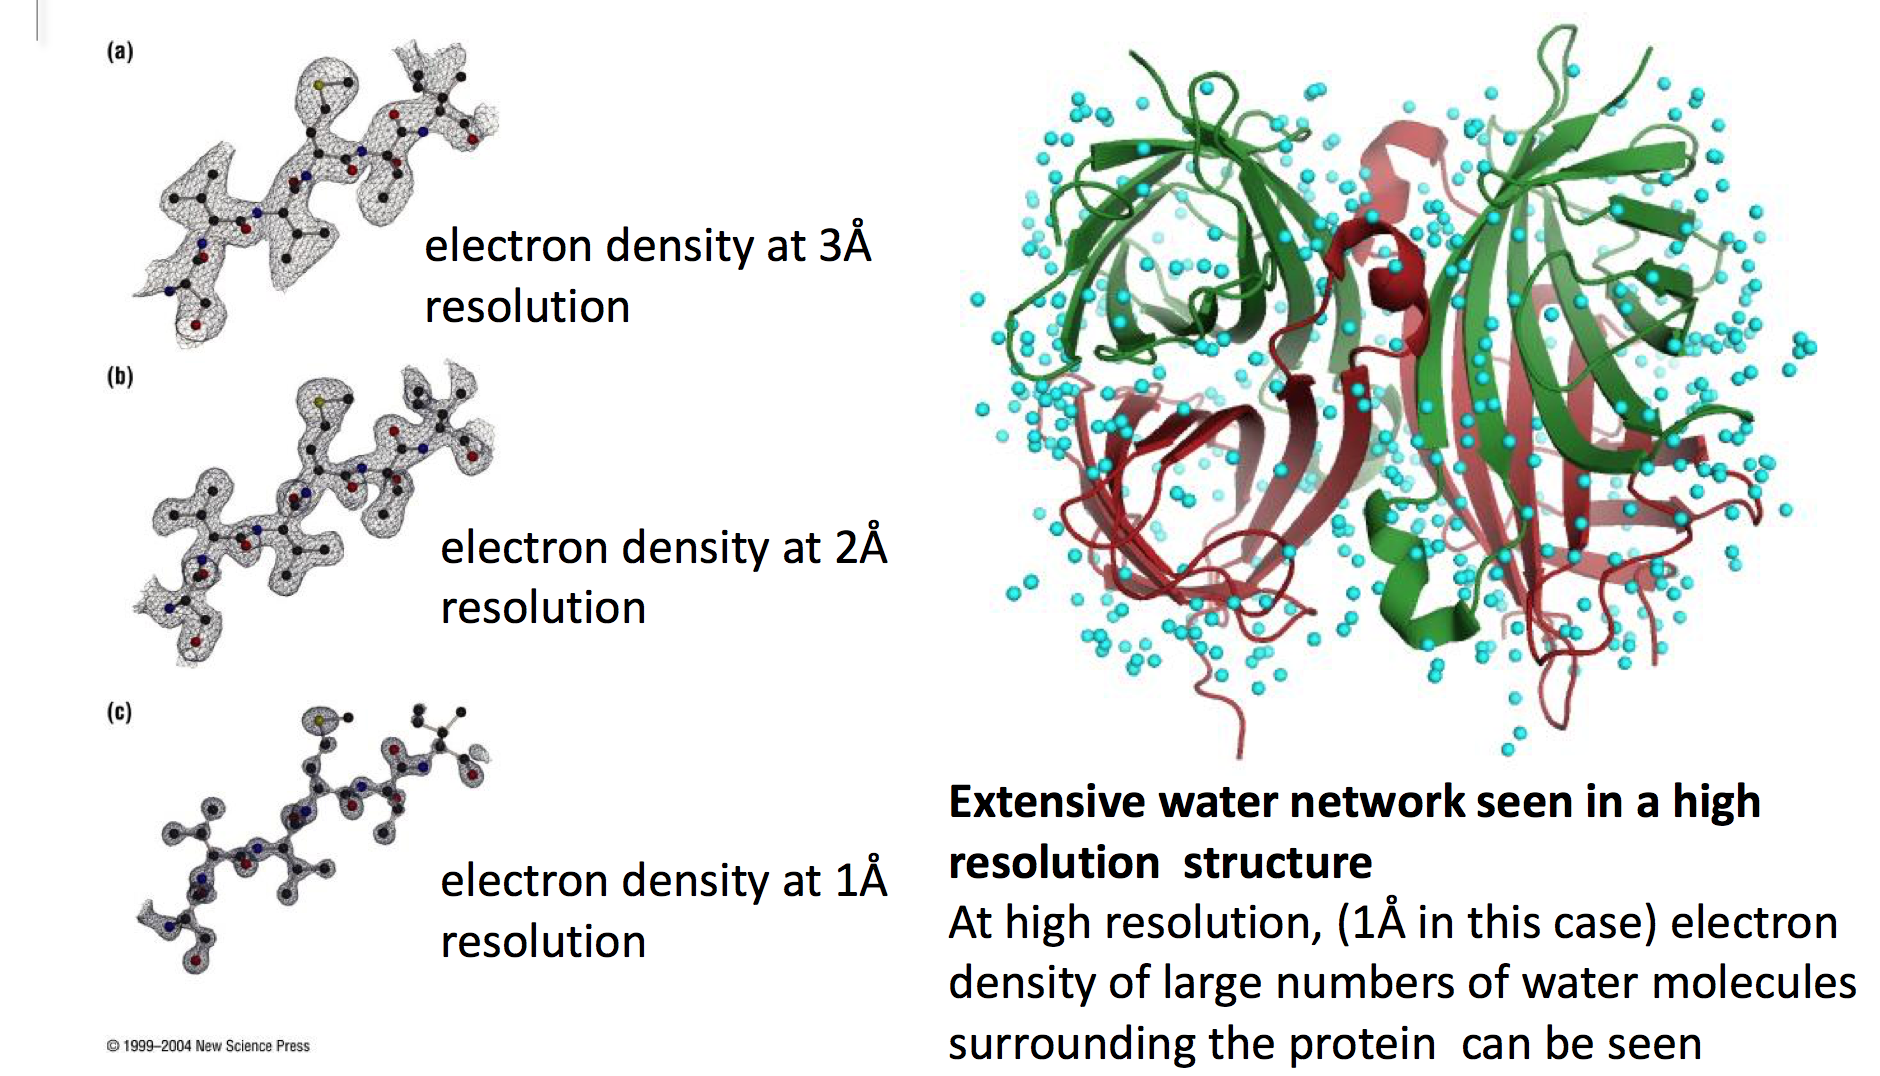 (a)
electron density at 3Å
resolution
(b)
electron density at 2Å
resolution
(c)
electron density at 1Å
resolution
© 1999–2004 New Science Press
Extensive water network seen in a high
resolution  structure
At high resolution, (1Å in this case) electron
density of large numbers of water molecules
surrounding the protein  can be seen